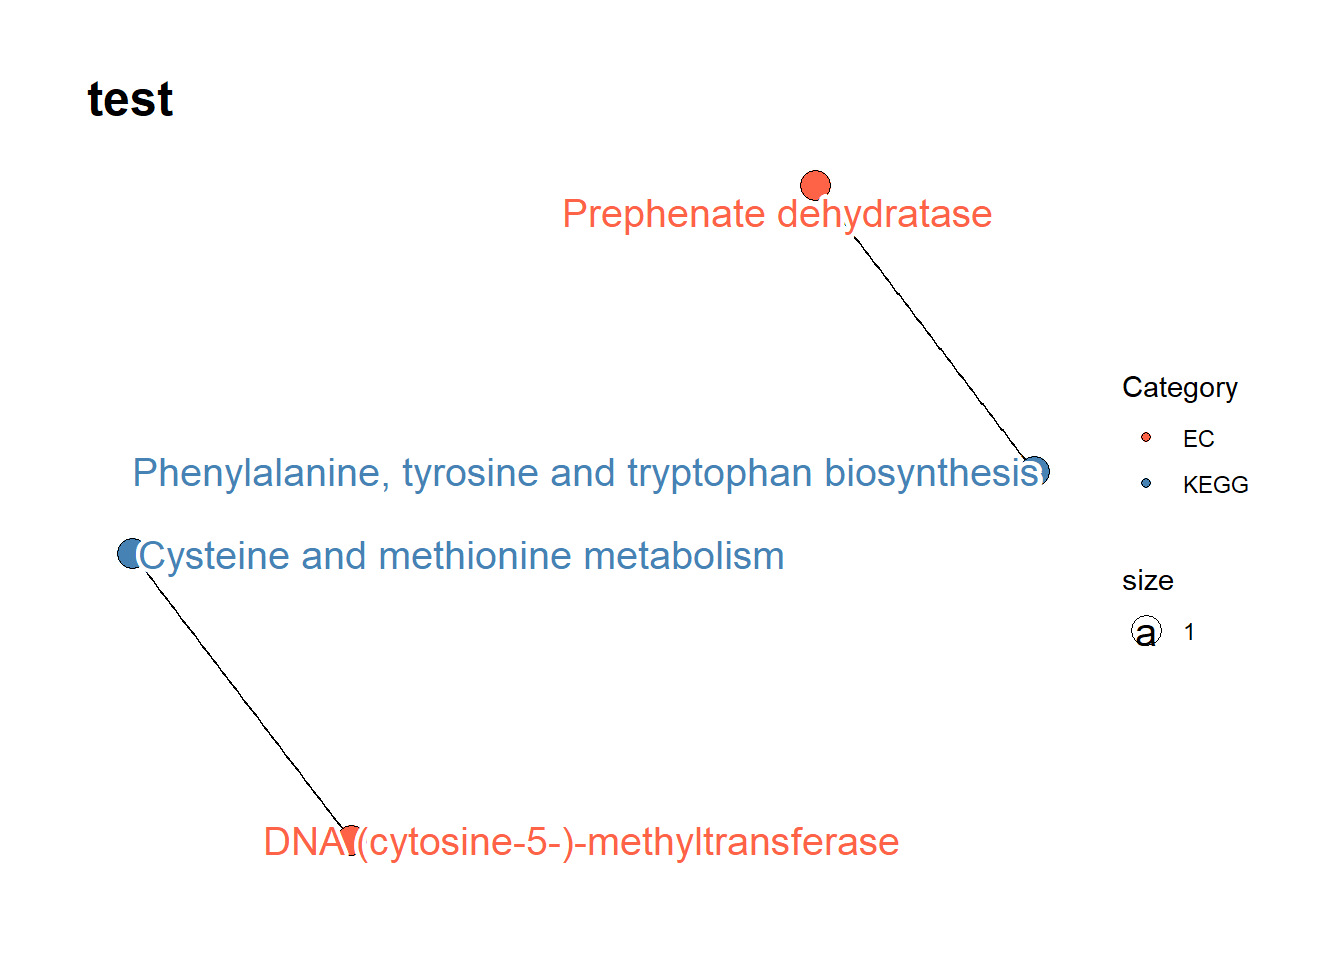 test
Prephenate dehydratase
Phenylalanine, tyrosine and tryptophan biosynthesis
Cysteine and methionine metabolism
DNA (cytosine-5-)-methyltransferase
Category
EC
KEGG
size
a 1